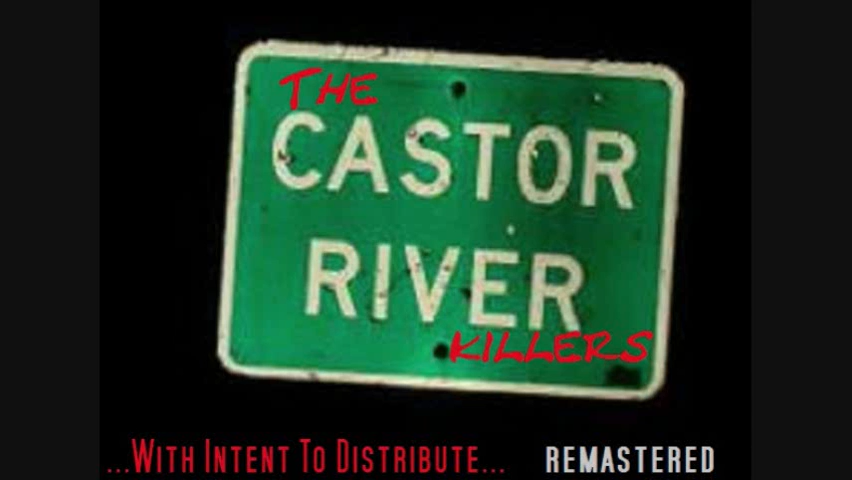 THE
CASTOR
RIVER
KILLERS
...With Intent To Distribute... REMASTERED